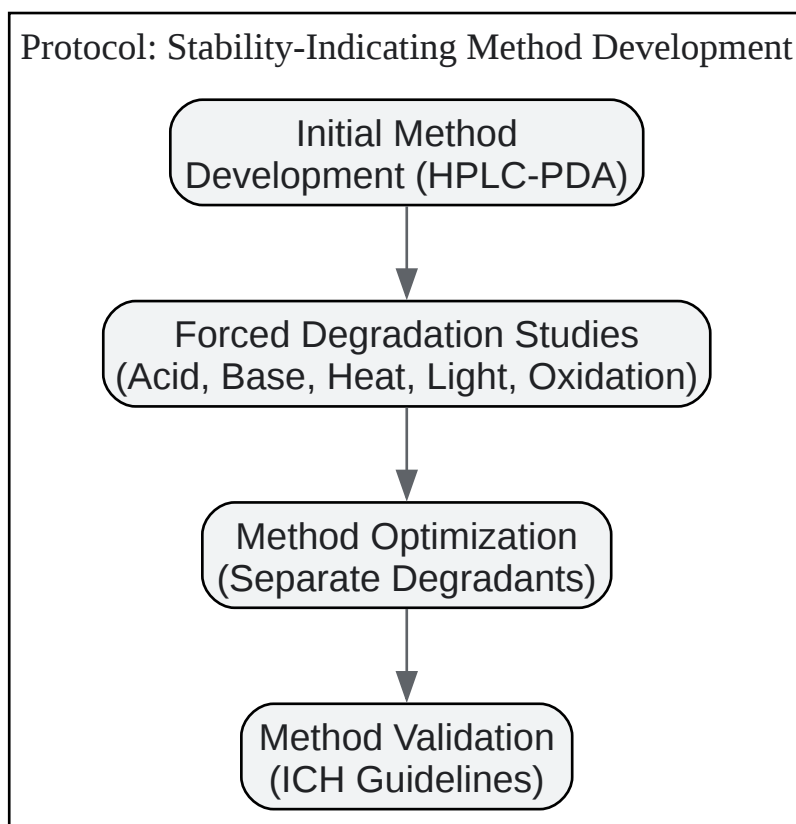 Protocol: Stability-Indicating Method Development
Initial Method
Development (HPLC-PDA)
Forced Degradation Studies
(Acid, Base, Heat, Light, Oxidation)
Method Optimization
(Separate Degradants)
Method Validation
(ICH Guidelines)